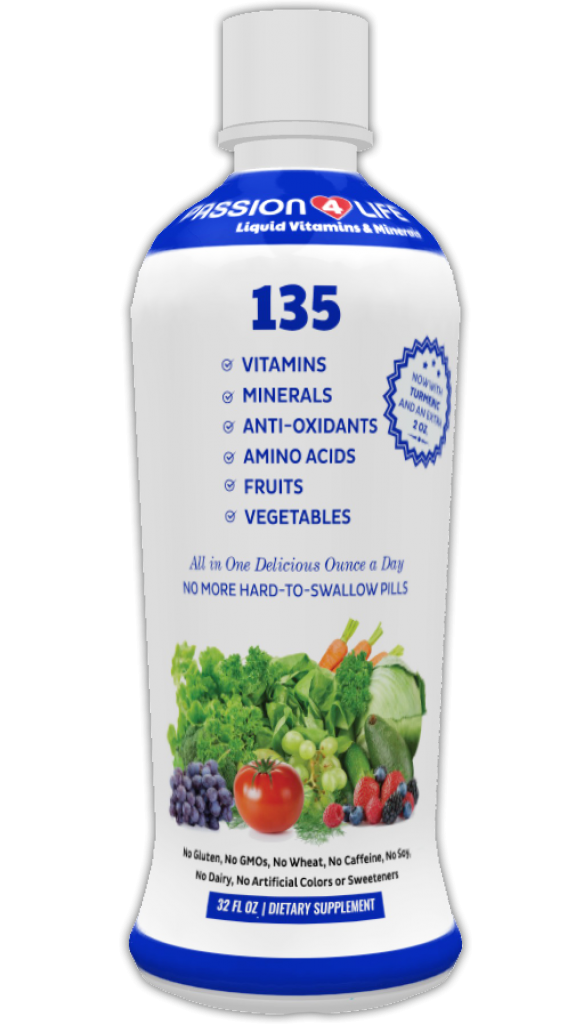 PASSION 4 LIFE
Liquid Vitamins & Minerals
135
VITAMINS
MINERALS
ANTI-OXIDANTS
AMINO ACIDS
FRUITS
VEGETABLES
NOW WITH
TURMERIC
AND AN EXTRA
2 OZ.
All in One Delicious Ounce a Day
NO MORE HARD-TO-SWALLOW PILLS
No Gluten, No GMOs, No Wheat, No Caffeine, No Soy,
No Dairy, No Artificial Colors or Sweeteners
32 FL OZ | DIETARY SUPPLEMENT